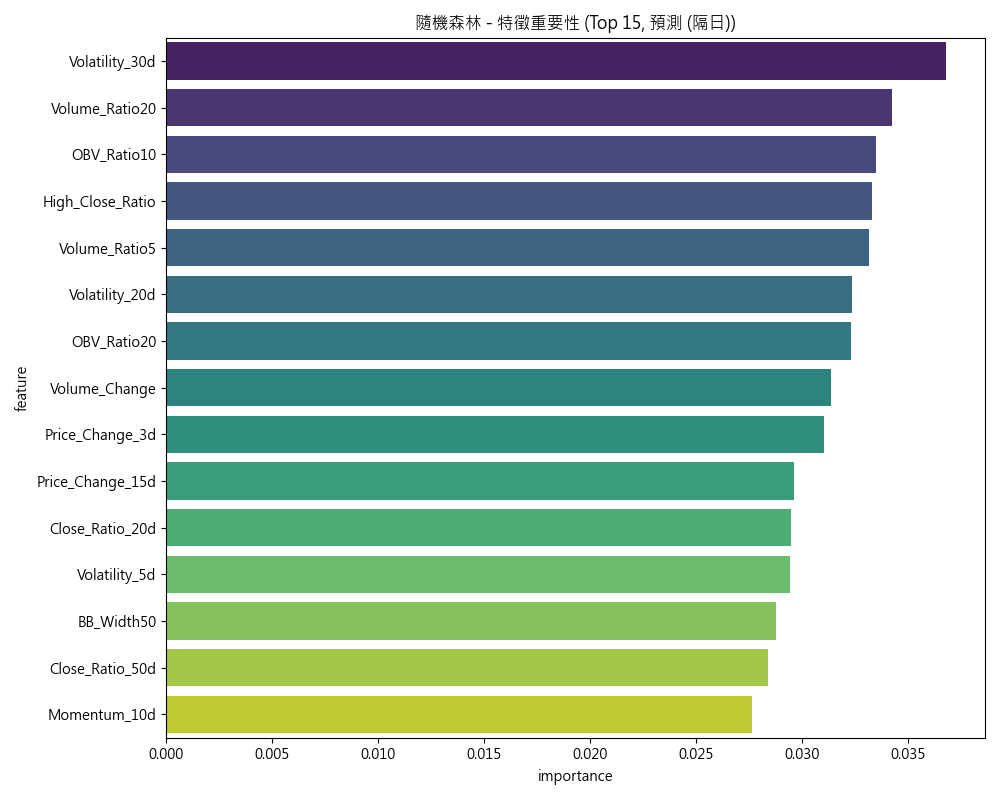 隨機森林 - 特徵重要性 (Top 15, 預測 (隔日))
Volatility_30d
Volume_Ratio20
OBV_Ratio10
High_Close_Ratio
Volume_Ratio5
Volatility_20d
OBV_Ratio20
Volume_Change
Price_Change_3d
Price_Change_15d
Close_Ratio_20d
Volatility_5d
BB_Width50
Close_Ratio_50d
Momentum_10d
feature
0.000 0.005 0.010 0.015 0.020 0.025 0.030 0.035
importance